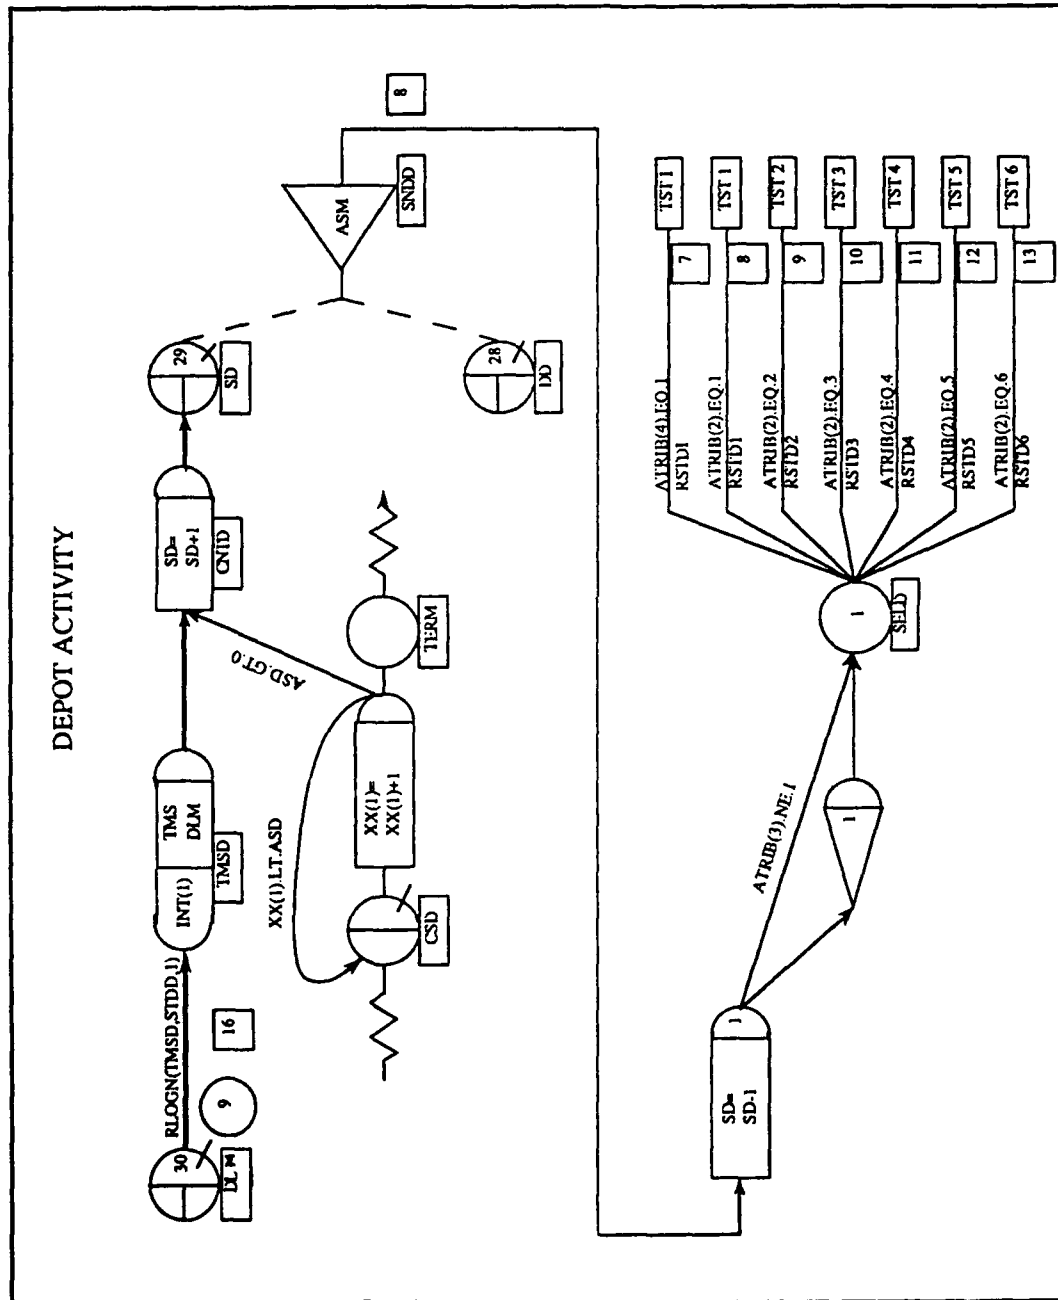 DEPOT ACTIVITY
30
9
RLOGN(TMSD,STDD,1)
16
INT(1)
TMS
DLM
TMSD
SD=
SD+1
CNTD
29
SD
ASM
SNDD
8
28
DD
CSD
XX(1).LT.ASD
XX(1)=
XX(1)+1
ASD.GT.0
TERM
SD=
SD-1
1
ATRIB(3).NE.1
1
1
SELD
ATRIB(4).EQ.1
RSTD1
7
TST 1
ATRIB(2).EQ.1
RSTD1
8
TST 1
ATRIB(2).EQ.2
RSTD2
9
TST 2
ATRIB(2).EQ.3
RSTD3
10
TST 3
ATRIB(2).EQ.4
RSTD4
11
TST 4
ATRIB(2).EQ.5
RSTD5
12
TST 5
ATRIB(2).EQ.6
RSTD6
13
TST 6